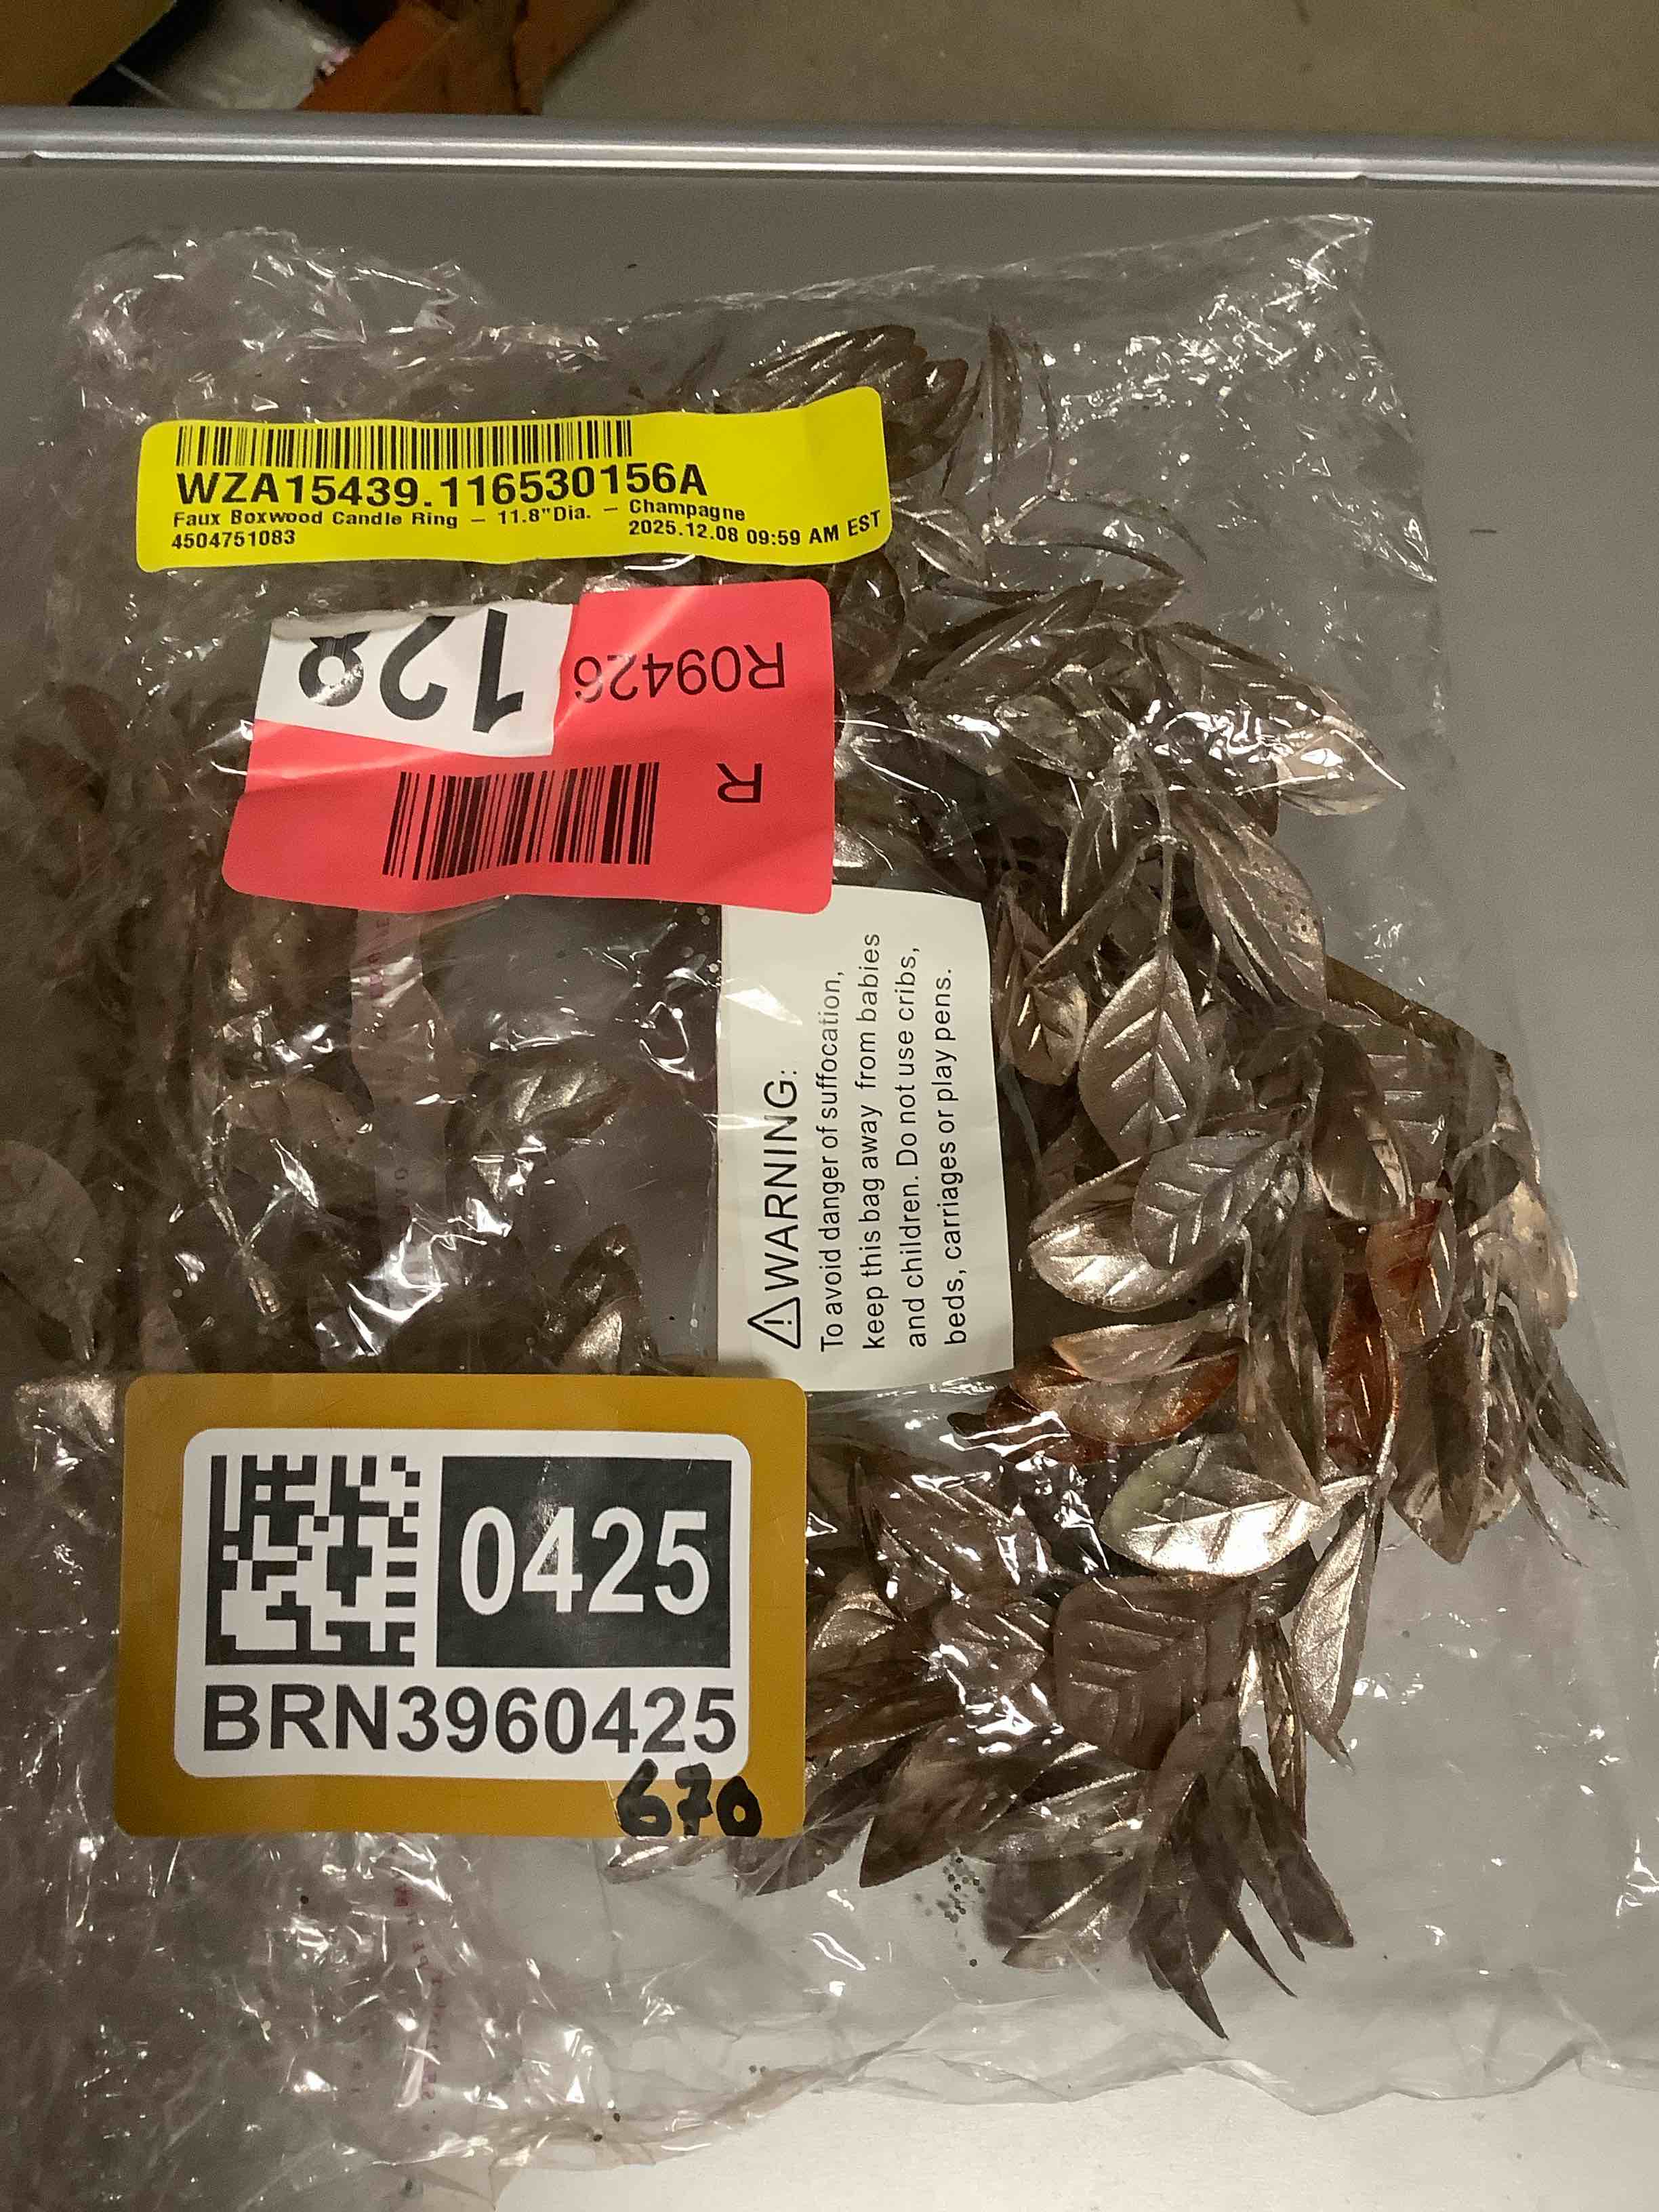 WZA15439.116530156A
Faux Boxwood Candle Ring – 11.8"Dia. – Champagne
4504751083
2025.12.08 09:59 AM EST
R09426
R
⚠WARNING:
To avoid danger of suffocation,
keep this bag away from babies
and children. Do not use cribs,
beds, carriages or play pens.
0425
BRN3960425
670